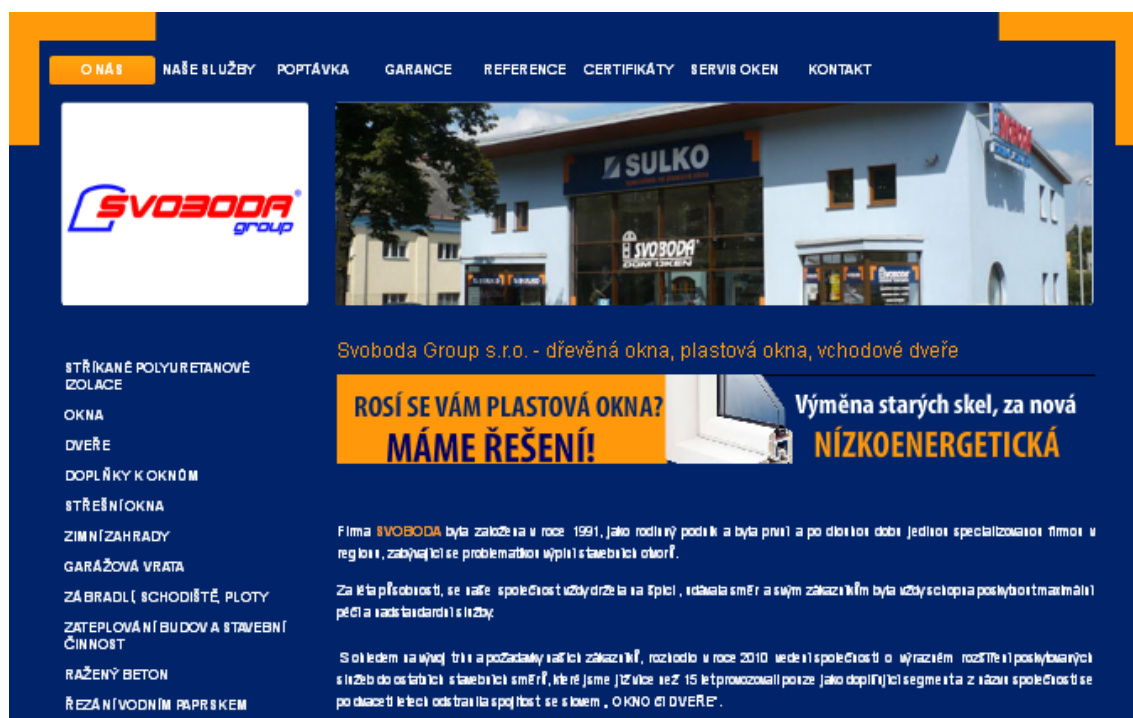 O NÁS NAŠE SLUŽBY POPTÁVKA GARANCE REFERENCE CERTIFIKÁTY SERVIS OKEN KONTAKT
SVOBODA®
group
SULKO
SVOBODA
SVOBODA
DŮM OKEN
Svoboda Group s.r.o. - dřevěná okna, plastová okna, vchodové dveře
ROSÍ SE VÁM PLASTOVÁ OKNA?
MÁME ŘEŠENÍ!
Výměna starých skel, za nová
NÍZKOENERGETICKÁ
STŘÍKANÉ POLYURETANOVÉ
IZOLACE
OKNA
DVEŘE
DOPLŇKY K OKNŮM
STŘEŠNÍ OKNA
ZIMNÍ ZAHRADY
GARÁŽOVÁ VRATA
ZÁBRADLÍ, SCHODIŠTĚ, PLOTY
ZATEPLOVÁNÍ BUDOV A STAVEBNÍ
ČINNOST
RAŽENÝ BETON
ŘEZÁNÍ VODNÍM PAPRSKEM
Firma SVOBODA byla založena v roce 1991, jako rodinný podnik a byla první a po dlouhou dobu jedinou specializovanou firmou v
regionu, zabývající se problematikou výplní stavebních otvorů.
Za léta působnosti, se naše společnost vždy držela na špici, udávala směr a svým zákazníkům byla vždy schopna poskytnout maximální
péči a nadstandardní služby.
S ohledem na vývoj trhu a požadavky našich zákazníků, rozhodlo v roce 2010 vedení společnosti o výrazném rozšíření poskytovaných
služeb do ostatních stavebních směrů, které jsme již více než 15 let provozovali pouze jako doplňující segment a z názvu společnosti se
po dvaceti letech odstranila spojitost se slovem „OKNO či DVEŘE".